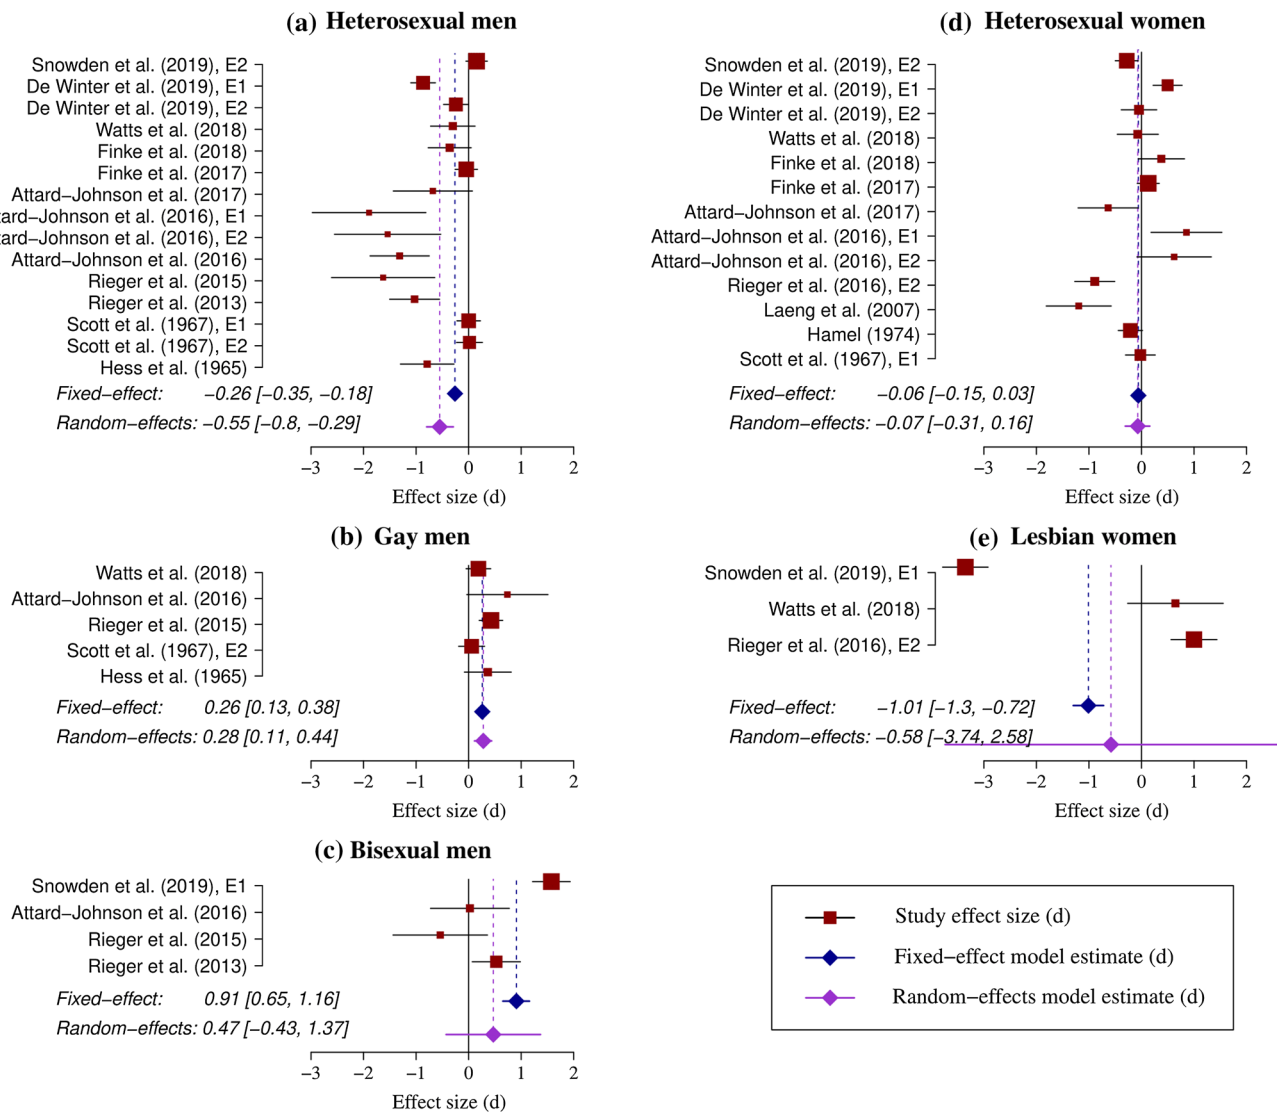 (a) Heterosexual men
Snowden et al. (2019), E2
De Winter et al. (2019), E1
De Winter et al. (2019), E2
Watts et al. (2018)
Finke et al. (2018)
Finke et al. (2017)
Attard−Johnson et al. (2017)
tard−Johnson et al. (2016), E1
tard−Johnson et al. (2016), E2
Attard−Johnson et al. (2016)
Rieger et al. (2015)
Rieger et al. (2013)
Scott et al. (1967), E1
Scott et al. (1967), E2
Hess et al. (1965)
Fixed−effect: −0.26 [−0.35, −0.18]
Random−effects: −0.55 [−0.8, −0.29]
−3 −2 −1 0 1 2
Effect size (d)
(b) Gay men
Watts et al. (2018)
Attard−Johnson et al. (2016)
Rieger et al. (2015)
Scott et al. (1967), E2
Hess et al. (1965)
Fixed−effect: 0.26 [0.13, 0.38]
Random−effects: 0.28 [0.11, 0.44]
−3 −2 −1 0 1 2
Effect size (d)
(c) Bisexual men
Snowden et al. (2019), E1
Attard−Johnson et al. (2016)
Rieger et al. (2015)
Rieger et al. (2013)
Fixed−effect: 0.91 [0.65, 1.16]
Random−effects: 0.47 [−0.43, 1.37]
−3 −2 −1 0 1 2
Effect size (d)
(d) Heterosexual women
Snowden et al. (2019), E2
De Winter et al. (2019), E1
De Winter et al. (2019), E2
Watts et al. (2018)
Finke et al. (2018)
Finke et al. (2017)
Attard−Johnson et al. (2017)
Attard−Johnson et al. (2016), E1
Attard−Johnson et al. (2016), E2
Rieger et al. (2016), E2
Laeng et al. (2007)
Hamel (1974)
Scott et al. (1967), E1
Fixed−effect: −0.06 [−0.15, 0.03]
Random−effects: −0.07 [−0.31, 0.16]
−3 −2 −1 0 1 2
Effect size (d)
(e) Lesbian women
Snowden et al. (2019), E1
Watts et al. (2018)
Rieger et al. (2016), E2
Fixed−effect: −1.01 [−1.3, −0.72]
Random−effects: −0.58 [−3.74, 2.58]
−3 −2 −1 0 1 2
Effect size (d)
Study effect size (d)
Fixed−effect model estimate (d)
Random−effects model estimate (d)